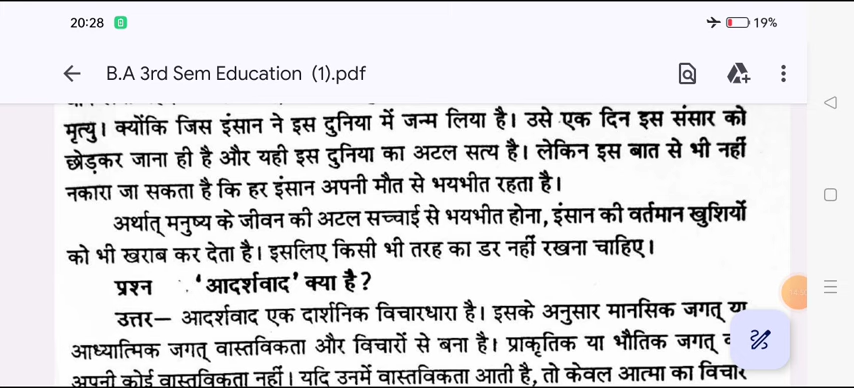 20:28
19%
B.A 3rd Sem Education (1).pdf
मृत्यु। क्योंकि जिस इंसान ने इस दुनिया में जन्म लिया है। उसे एक दिन इस संसार को
छोड़कर जाना ही है और यही इस दुनिया का अटल सत्य है। लेकिन इस बात से भी नहीं
नकारा जा सकता है कि हर इंसान अपनी मौत से भयभीत रहता है।
अर्थात् मनुष्य के जीवन की अटल सच्चाई से भयभीत होना, इंसान की वर्तमान खुशियों
को भी खराब कर देता है। इसलिए किसी भी तरह का डर नहीं रखना चाहिए।
प्रश्न 'आदर्शवाद' क्या है?
उत्तर— आदर्शवाद एक दार्शनिक विचारधारा है। इसके अनुसार मानसिक जगत् या
आध्यात्मिक जगत् वास्तविकता और विचारों से बना है। प्राकृतिक या भौतिक जगत्
अपनी कोई वास्तविकता नहीं। यदि उनमें वास्तविकता आती है, तो केवल आत्मा का विचार